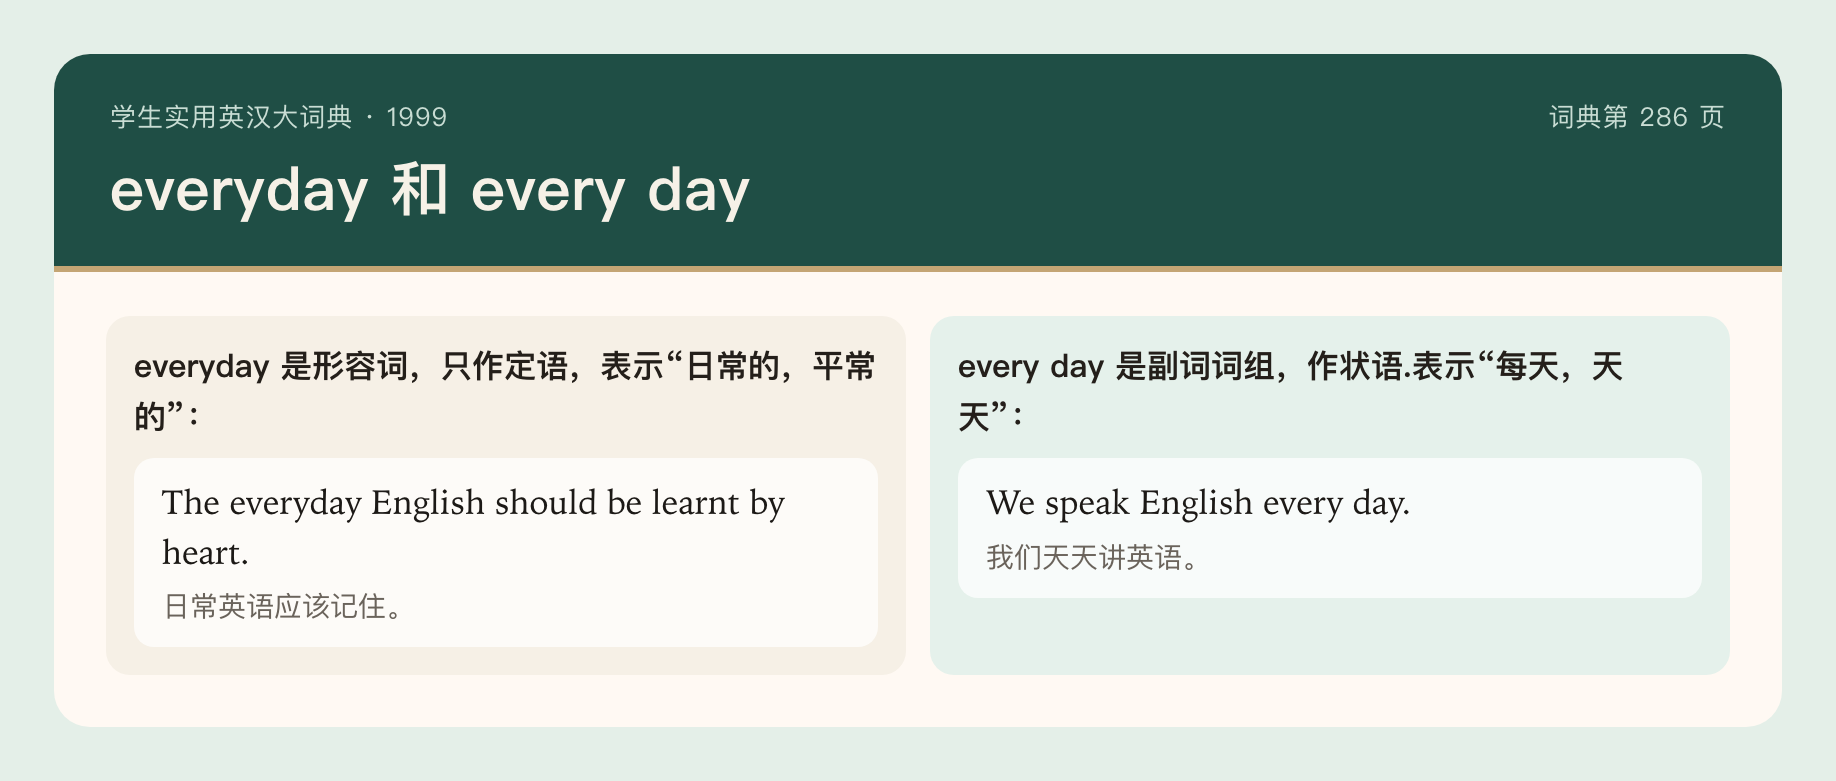 学生实用英汉大词典 · 1999
词典第 286 页
everyday 和 every day
everyday 是形容词，只作定语，表示“日常的，平常
的”：
The everyday English should be learnt by
heart.
日常英语应该记住。
every day 是副词词组，作状语.表示“每天，天
天”：
We speak English every day.
我们天天讲英语。